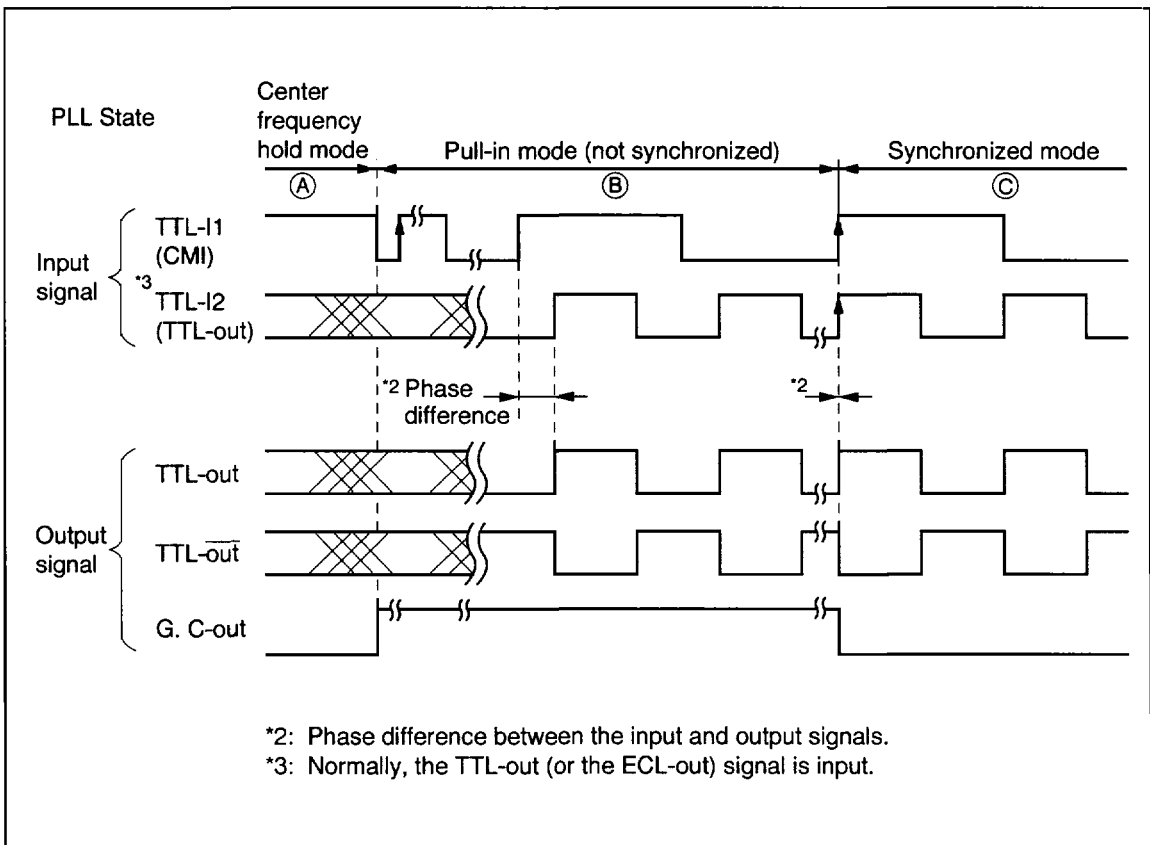 PLL State
Center
frequency
hold mode
Pull-in mode (not synchronized)
Synchronized mode
Ⓐ
Ⓑ
Ⓒ
Input
signal
*3
TTL-I1
(CMI)
TTL-I2
(TTL-out)
*2 Phase
difference
*2
Output
signal
TTL-out
TTL-o̅u̅t̅
G. C-out
*2: Phase difference between the input and output signals.
*3: Normally, the TTL-out (or the ECL-out) signal is input.